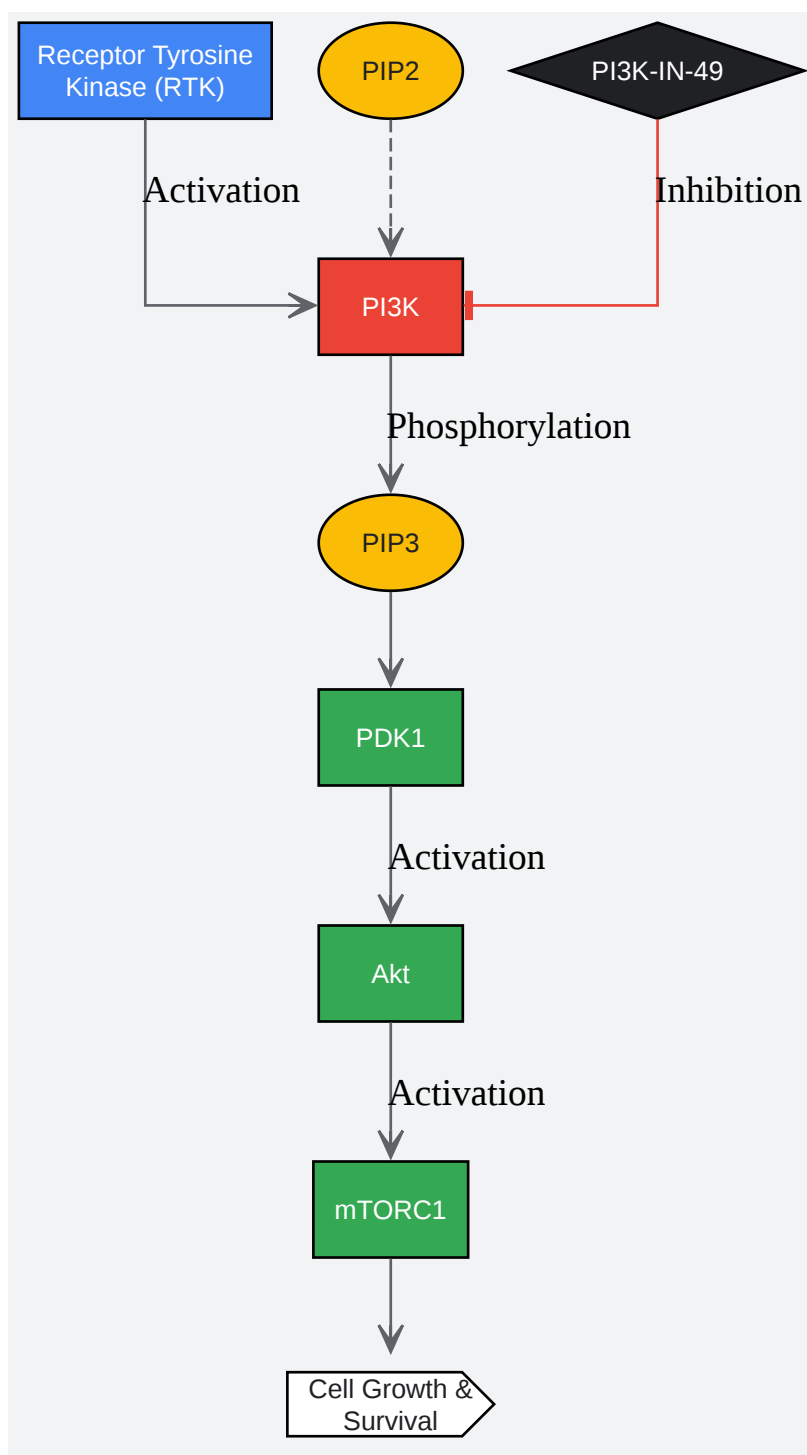 Receptor Tyrosine
Kinase (RTK)
PIP2
PI3K-IN-49
Activation
Inhibition
PI3K
Phosphorylation
PIP3
PDK1
Activation
Akt
Activation
mTORC1
Cell Growth &
Survival